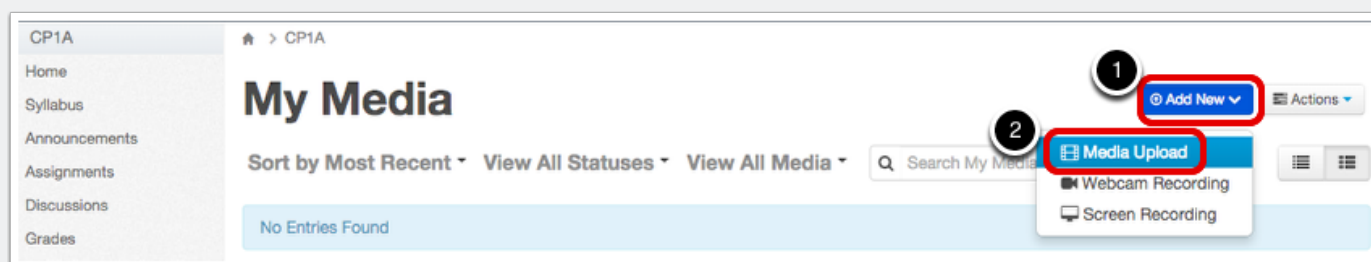 CP1A
Home
Syllabus
Announcements
Assignments
Discussions
Grades
> CP1A
My Media
1
Add New
Actions
Sort by Most Recent
View All Statuses
View All Media
Search My Media
2
Media Upload
Webcam Recording
Screen Recording
No Entries Found